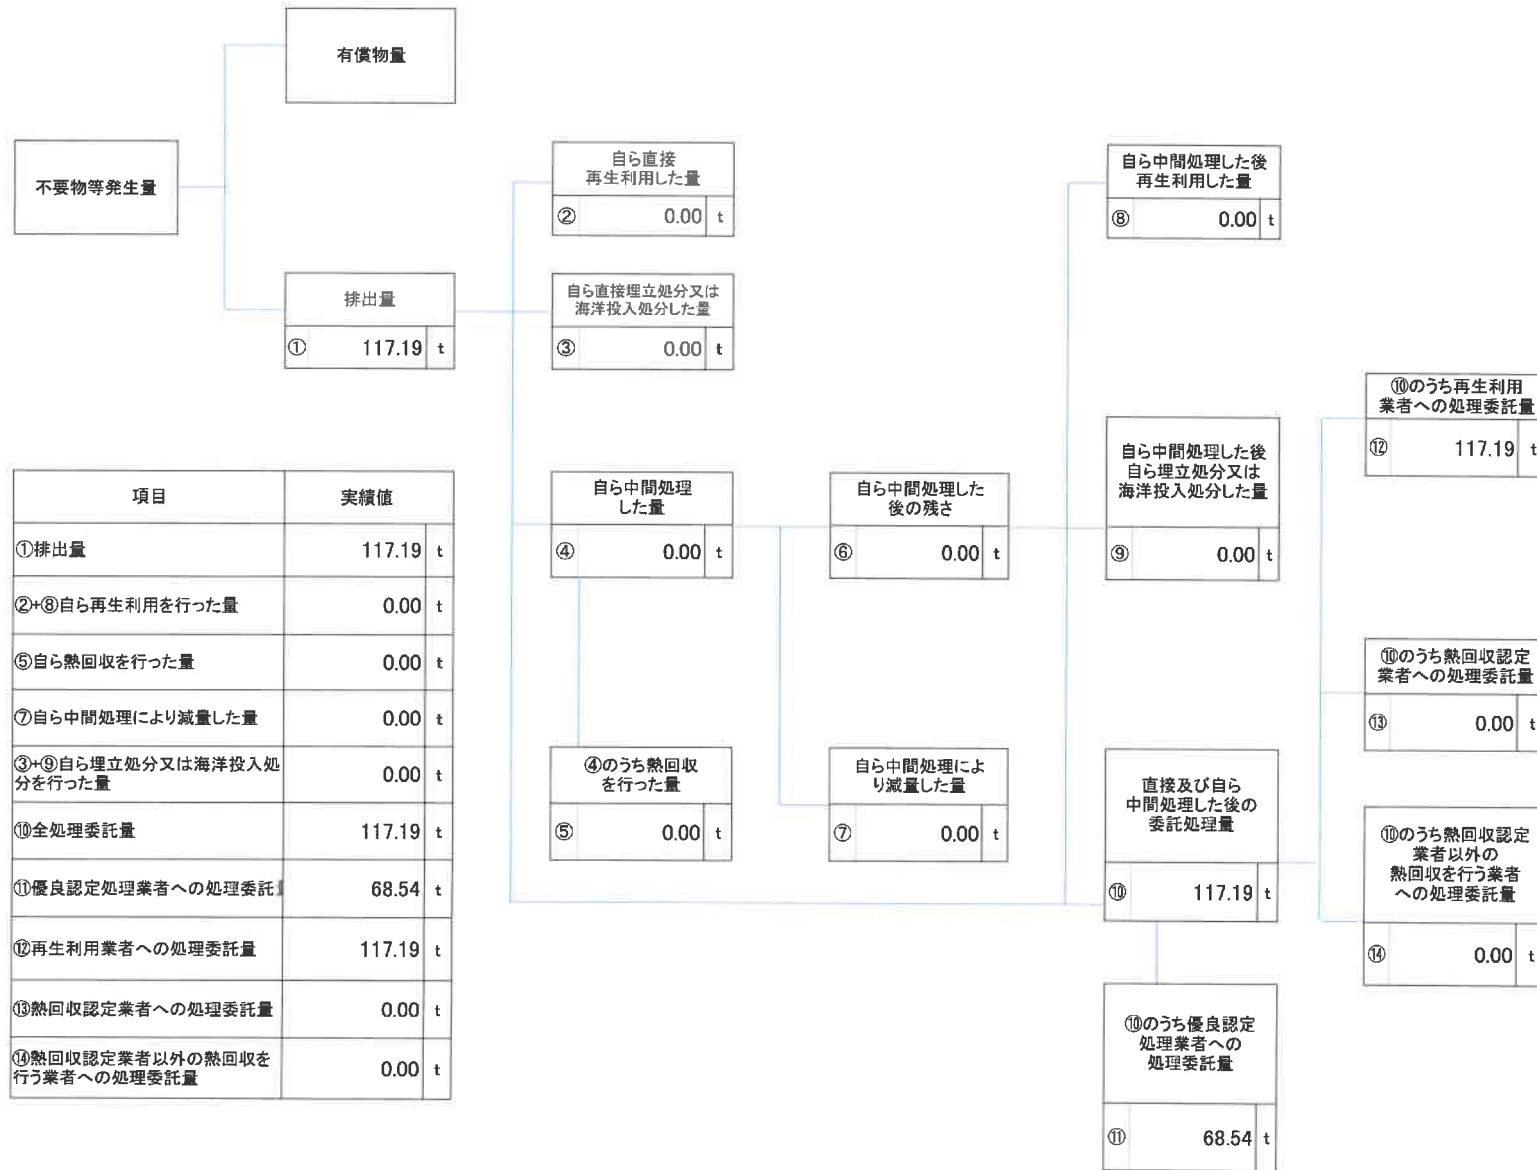 有償物量
不要物等発生量
排出量
① 117.19 t
自ら直接
再生利用した量
② 0.00 t
自ら直接埋立処分又は
海洋投入処分した量
③ 0.00 t
自ら中間処理
した量
④ 0.00 t
④のうち熱回収
を行った量
⑤ 0.00 t
自ら中間処理した
後の残さ
⑥ 0.00 t
自ら中間処理によ
り減量した量
⑦ 0.00 t
自ら中間処理した後
再生利用した量
⑧ 0.00 t
自ら中間処理した後
自ら埋立処分又は
海洋投入処分した量
⑨ 0.00 t
直接及び自ら
中間処理した後の
委託処理量
⑩ 117.19 t
⑩のうち優良認定
処理業者への
処理委託量
⑪ 68.54 t
⑩のうち再生利用
業者への処理委託量
⑫ 117.19 t
⑩のうち熱回収認定
業者への処理委託量
⑬ 0.00 t
⑩のうち熱回収認定
業者以外の
熱回収を行う業者
への処理委託量
⑭ 0.00 t
項目 実績値
①排出量 117.19 t
②+⑧自ら再生利用を行った量 0.00 t
⑤自ら熱回収を行った量 0.00 t
⑦自ら中間処理により減量した量 0.00 t
③+⑨自ら埋立処分又は海洋投入処
分を行った量 0.00 t
⑩全処理委託量 117.19 t
⑪優良認定処理業者への処理委託 68.54 t
⑫再生利用業者への処理委託量 117.19 t
⑬熱回収認定業者への処理委託量 0.00 t
⑭熱回収認定業者以外の熱回収を
行う業者への処理委託量 0.00 t